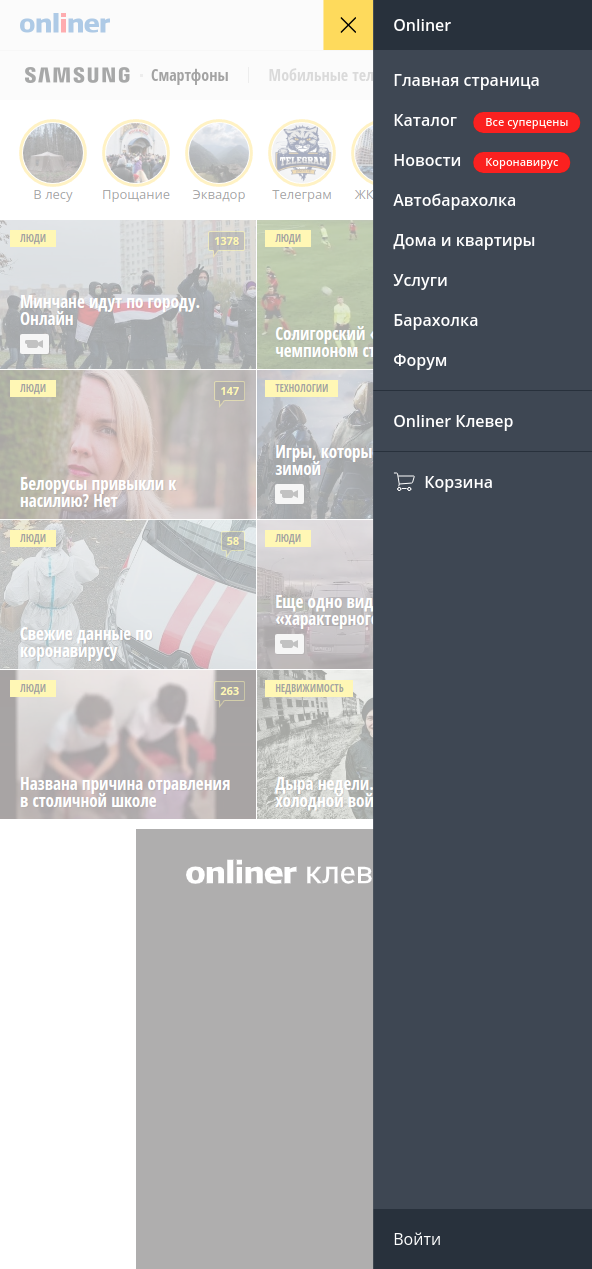 onliner
SAMSUNG
Смартфоны
Мобильные тел
В лесу
Прощание
Эквадор
TELEGRAM
Телеграм
ЖК
ЛЮДИ
1378
Минчане идут по городу.
Онлайн
ЛЮДИ
Солигорский
чемпионом ст
ЛЮДИ
147
Белорусы привыкли к
насилию? Нет
ТЕХНОЛОГИИ
Игры, которы
зимой
ЛЮДИ
58
Свежие данные по
коронавирусу
ЛЮДИ
Еще одно вид
«характерного
ЛЮДИ
263
Названа причина отравления
в столичной школе
НЕДВИЖИМОСТЬ
Дыра недели.
холодной вой
onliner клев
Onliner
Главная страница
Каталог Все суперцены
Новости Коронавирус
Автобарахолка
Дома и квартиры
Услуги
Барахолка
Форум
Onliner Клевер
Корзина
Войти